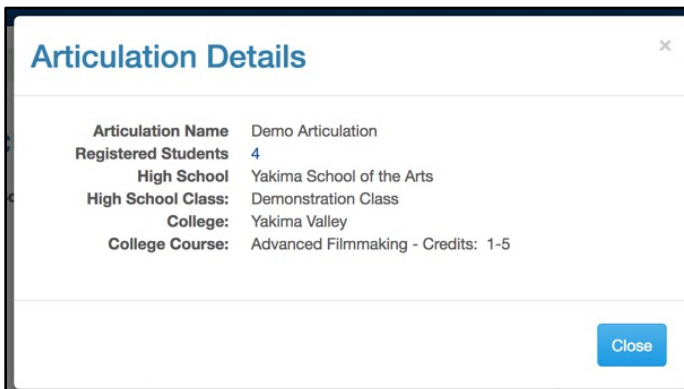 Articulation Details
×
Articulation Name Demo Articulation
Registered Students 4
High School Yakima School of the Arts
High School Class: Demonstration Class
College: Yakima Valley
College Course: Advanced Filmmaking - Credits: 1-5
Close